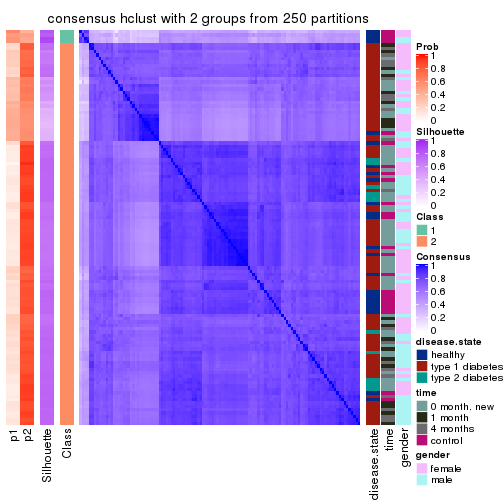 consensus hclust with 2 groups from 250 partitions
Prob
1
0.8
0.6
0.4
0.2
0
Silhouette
1
0.8
0.6
0.4
0.2
0
Class
1
2
Consensus
1
0.8
0.6
0.4
0.2
0
disease.state
healthy
type 1 diabetes
type 2 diabetes
time
0 month. new
1 month
4 months
control
gender
female
male
p1
p2
Silhouette
Class
disease.state
time
gender